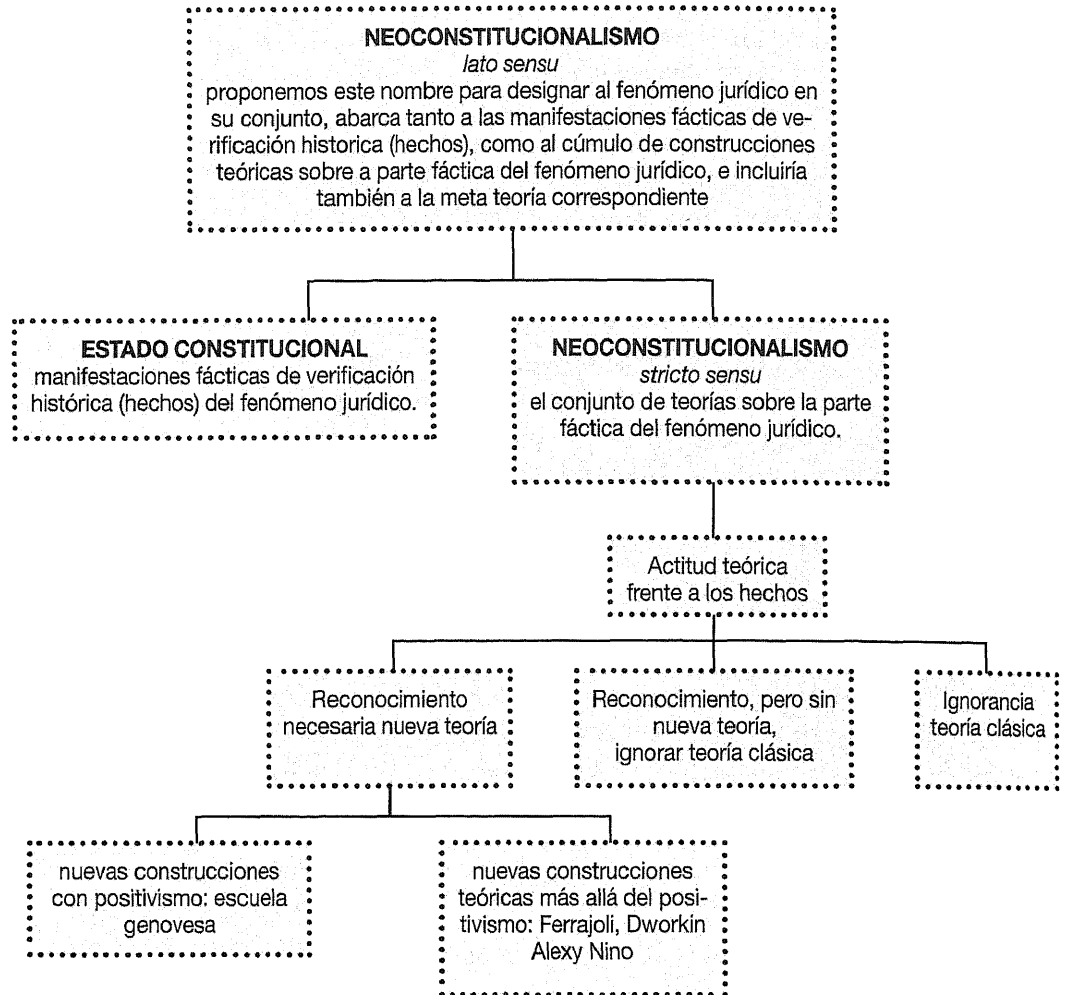 NEOCONSTITUCIONALISMO
lato sensu
proponemos este nombre para designar al fenómeno jurídico en
su conjunto, abarca tanto a las manifestaciones fácticas de ve-
rificación historica (hechos), como al cúmulo de construcciones
teóricas sobre a parte fáctica del fenómeno jurídico, e incluiría
también a la meta teoría correspondiente
ESTADO CONSTITUCIONAL
manifestaciones fácticas de verificación
histórica (hechos) del fenómeno jurídico.
NEOCONSTITUCIONALISMO
stricto sensu
el conjunto de teorías sobre la parte
fáctica del fenómeno jurídico.
Actitud teórica
frente a los hechos
Reconocimiento
necesaria nueva teoría
Reconocimiento, pero sin
nueva teoría,
ignorar teoría clásica
Ignorancia
teoría clásica
nuevas construcciones
con positivismo: escuela
genovesa
nuevas construcciones
teóricas más allá del posi-
tivismo: Ferrajoli, Dworkin
Alexy Nino